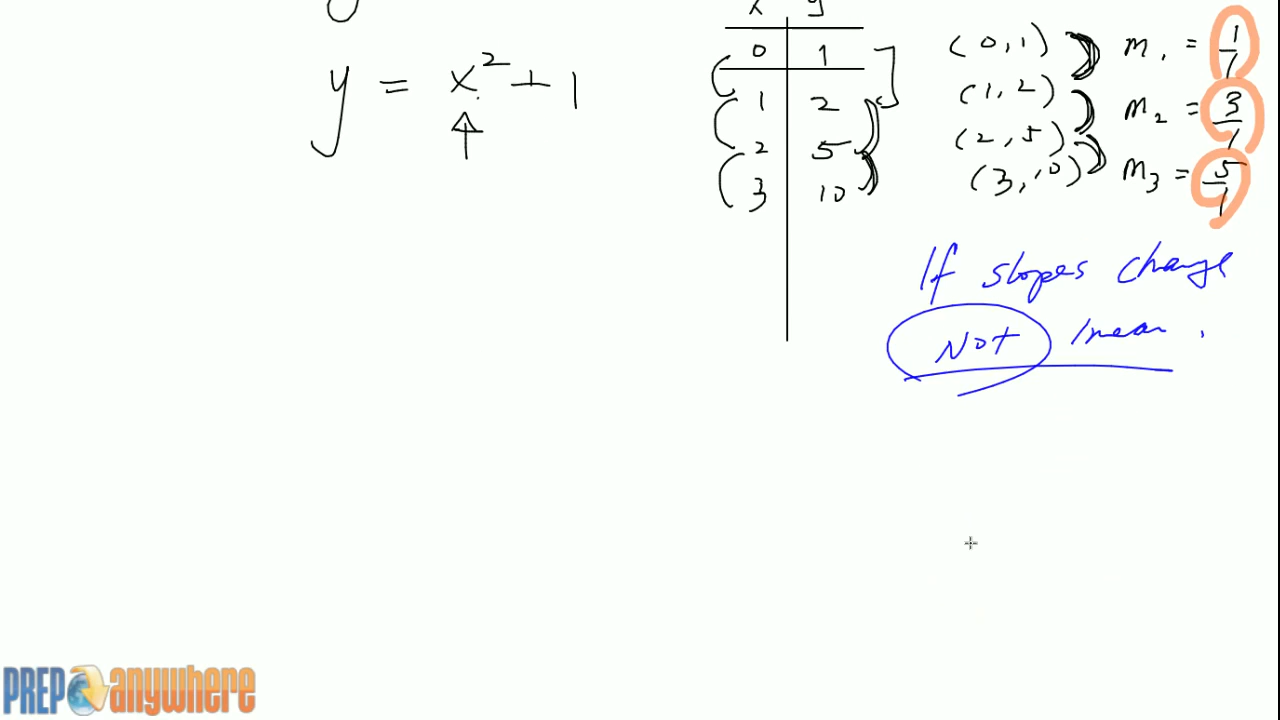 y = x² + 1
x y
0 1
1 2
2 5
3 10
(0,1)
(1,2)
(2,5)
(3,10)
m₁ = 1/1
m₂ = 3/1
m₃ = 5/1
If slopes change
Not linear.
PREP anywhere